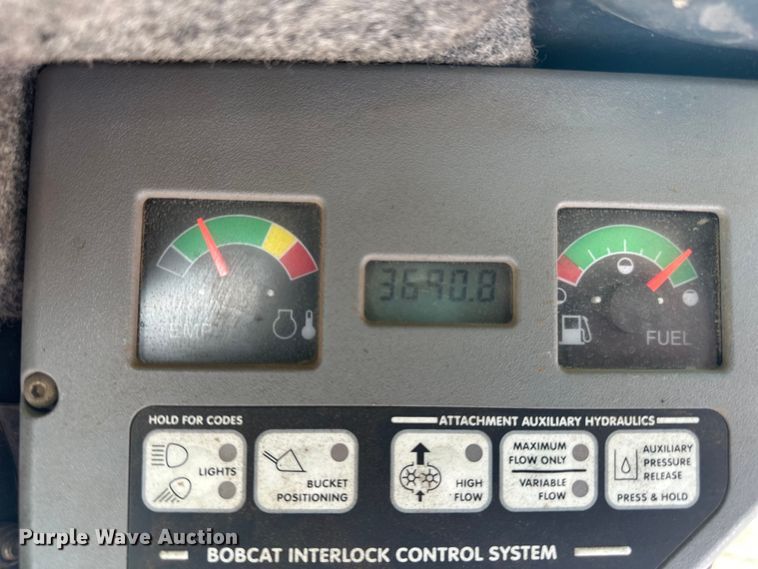 3690.8
TEMP
FUEL
HOLD FOR CODES
ATTACHMENT AUXILIARY HYDRAULICS
LIGHTS
BUCKET
POSITIONING
HIGH
FLOW
MAXIMUM
FLOW ONLY
VARIABLE
FLOW
AUXILIARY
PRESSURE
RELEASE
PRESS & HOLD
BOBCAT INTERLOCK CONTROL SYSTEM
Purple Wave Auction